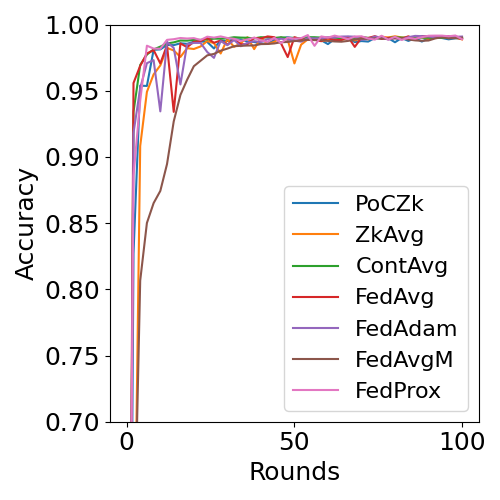 1.00
0.95
0.90
0.85
0.80
0.75
0.70
Accuracy
PoCZk
ZkAvg
ContAvg
FedAvg
FedAdam
FedAvgM
FedProx
0 50 100
Rounds